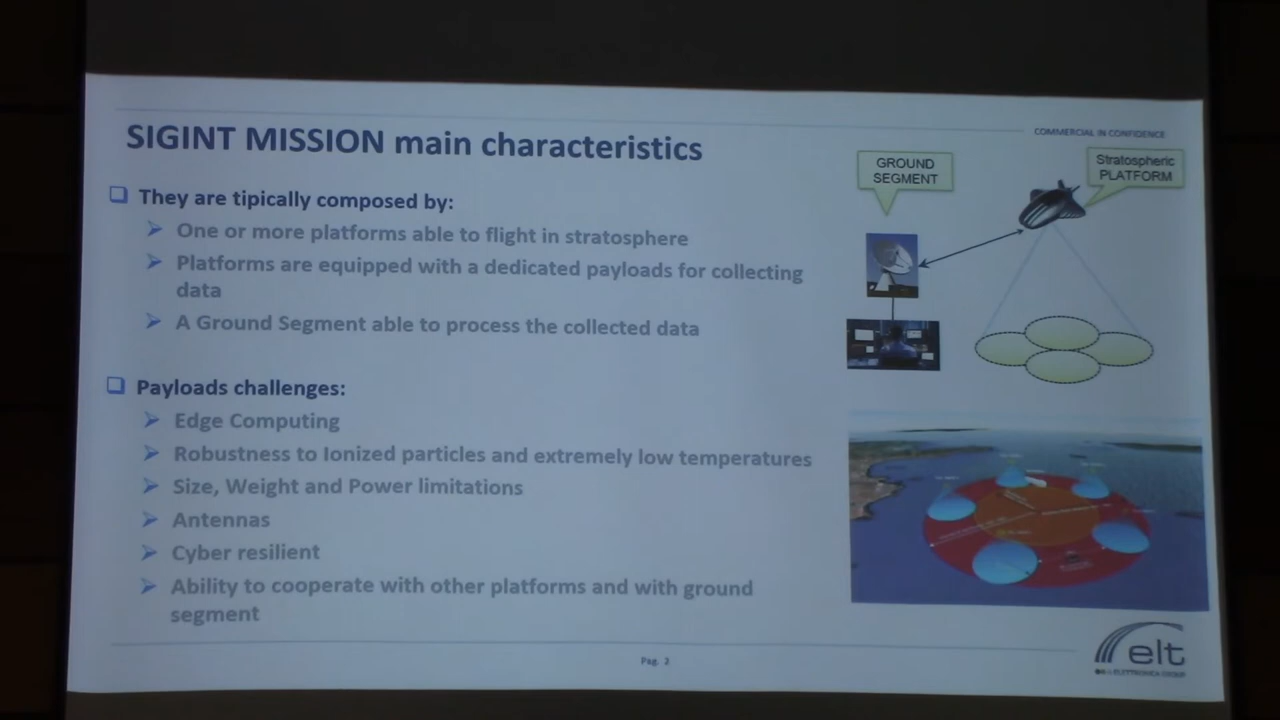 COMMERCIAL IN CONFIDENCE
SIGINT MISSION main characteristics
They are tipically composed by:
One or more platforms able to flight in stratosphere
Platforms are equipped with a dedicated payloads for collecting
data
A Ground Segment able to process the collected data
Payloads challenges:
Edge Computing
Robustness to Ionized particles and extremely low temperatures
Size, Weight and Power limitations
Antennas
Cyber resilient
Ability to cooperate with other platforms and with ground
segment
GROUND
SEGMENT
Stratospheric
PLATFORM
Pag. 2
elt
ELETTRONICA GROUP